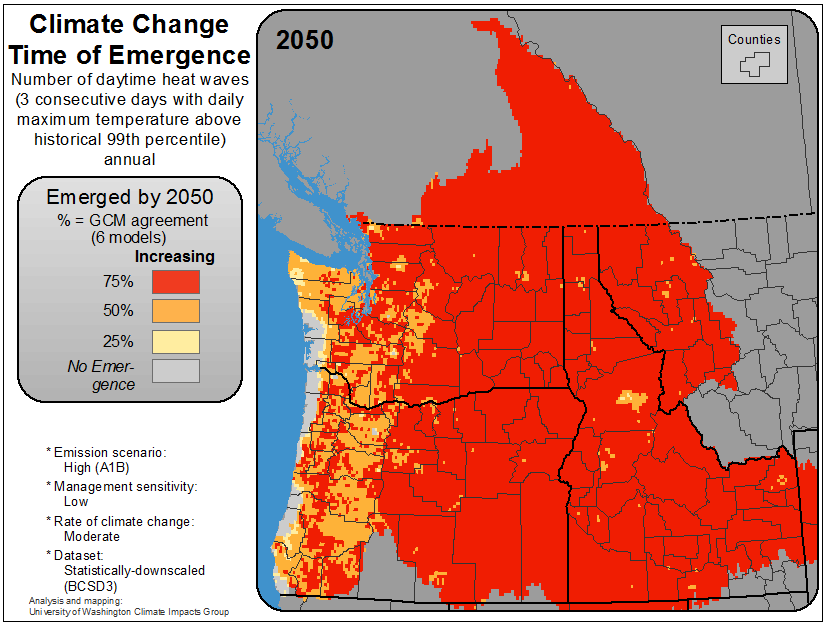 Climate Change
Time of Emergence
Number of daytime heat waves
(3 consecutive days with daily
maximum temperature above
historical 99th percentile)
annual
Emerged by 2050
% = GCM agreement
(6 models)
Increasing
75%
50%
25%
No Emer-
gence
* Emission scenario:
High (A1B)
* Management sensitivity:
Low
* Rate of climate change:
Moderate
* Dataset:
Statistically-downscaled
(BCSD3)
Analysis and mapping:
University of Washington Climate Impacts Group
2050
Counties